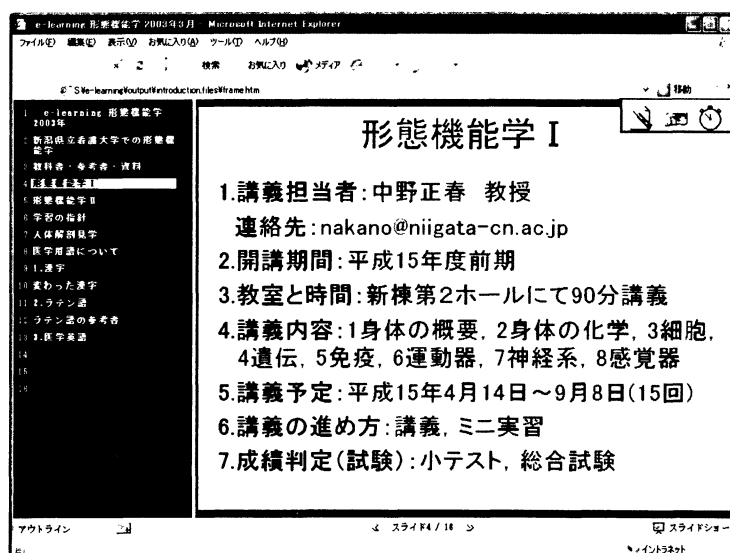 e-learning 形態機能学 2003年3月 - Microsoft Internet Explorer
ファイル(F) 編集(E) 表示(V) お気に入り(A) ツール(T) ヘルプ(H)
検索 お気に入り メディア
S¥e-learning¥output¥introduction.files¥frame.htm 移動
1 e-learning 形態機能学
2003年
2 新潟県立看護大学での形態機
能学
3 教科書・参考書・資料
4 形態機能学Ⅰ
5 形態機能学Ⅱ
6 学習の指針
7 人体解剖見学
8 医学用語について
9 1.漢字
10 変わった漢字
11 2.ラテン語
12 ラテン語の参考書
13 3.医学英語
14
15
16
形態機能学Ⅰ
1.講義担当者:中野正春 教授
連絡先:nakano@niigata-cn.ac.jp
2.開講期間:平成15年度前期
3.教室と時間:新棟第2ホールにて90分講義
4.講義内容:1身体の概要, 2身体の化学, 3細胞,
4遺伝, 5免疫, 6運動器, 7神経系, 8感覚器
5.講義予定:平成15年4月14日~9月8日(15回)
6.講義の進め方:講義, ミニ実習
7.成績判定(試験):小テスト, 総合試験
アウトライン スライド4 / 16 スライドショー
イントラネット